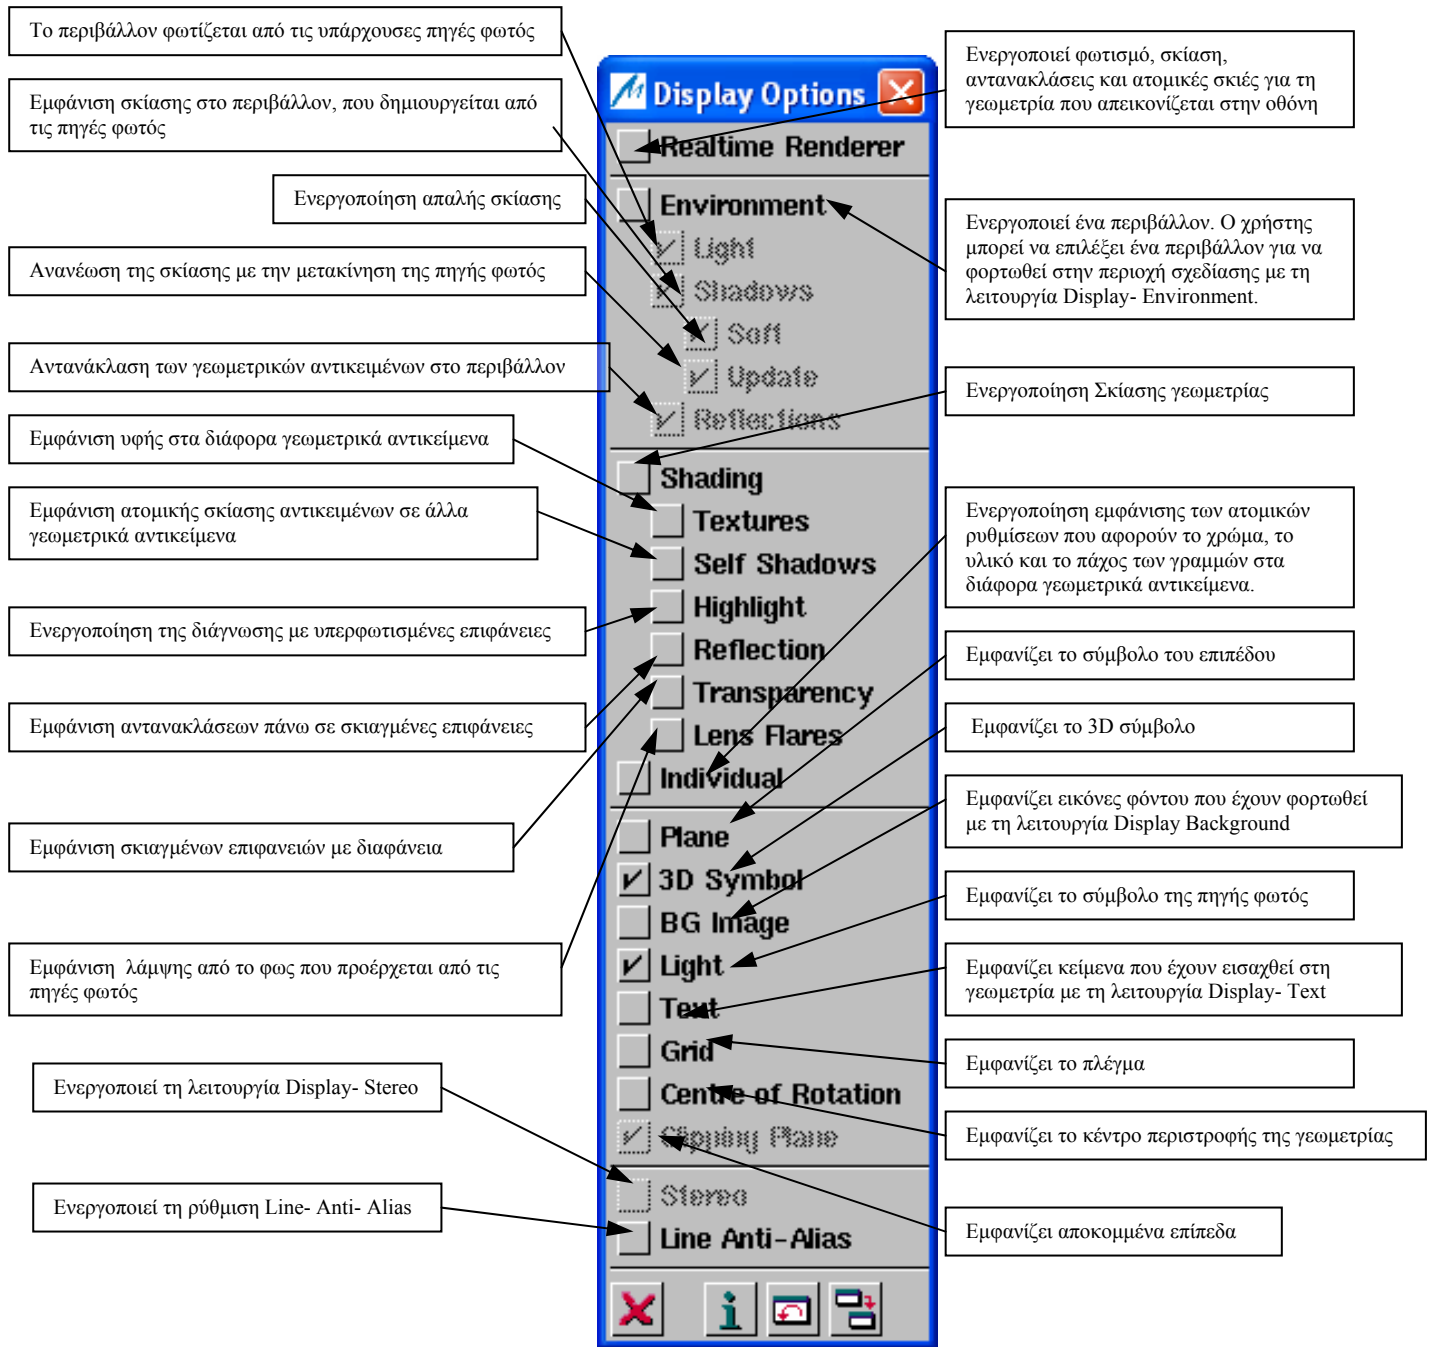 Το περιβάλλον φωτίζεται από τις υπάρχουσες πηγές φωτός
Εμφάνιση σκίασης στο περιβάλλον, που δημιουργείται από
τις πηγές φωτός
Ενεργοποίηση απαλής σκίασης
Ανανέωση της σκίασης με την μετακίνηση της πηγής φωτός
Αντανάκλαση των γεωμετρικών αντικειμένων στο περιβάλλον
Εμφάνιση υφής στα διάφορα γεωμετρικά αντικείμενα
Εμφάνιση ατομικής σκίασης αντικειμένων σε άλλα
γεωμετρικά αντικείμενα
Ενεργοποίηση της διάγνωσης με υπερφωτισμένες επιφάνειες
Εμφάνιση αντανακλάσεων πάνω σε σκιαγμένες επιφάνειες
Εμφάνιση σκιαγμένων επιφανειών με διαφάνεια
Εμφάνιση λάμψης από το φως που προέρχεται από τις
πηγές φωτός
Ενεργοποιεί τη λειτουργία Display- Stereo
Ενεργοποιεί τη ρύθμιση Line- Anti- Alias
Display Options
Realtime Renderer
Environment
Light
Shadows
Soft
Update
Reflections
Shading
Textures
Self Shadows
Highlight
Reflection
Transparency
Lens Flares
Individual
Plane
3D Symbol
BG Image
Light
Text
Grid
Centre of Rotation
Clipping Plane
Stereo
Line Anti-Alias
Ενεργοποιεί φωτισμό, σκίαση,
αντανακλάσεις και ατομικές σκιές για τη
γεωμετρία που απεικονίζεται στην οθόνη
Ενεργοποιεί ένα περιβάλλον. Ο χρήστης
μπορεί να επιλέξει ένα περιβάλλον για να
φορτωθεί στην περιοχή σχεδίασης με τη
λειτουργία Display- Environment.
Ενεργοποίηση Σκίασης γεωμετρίας
Ενεργοποίηση εμφάνισης των ατομικών
ρυθμίσεων που αφορούν το χρώμα, το
υλικό και το πάχος των γραμμών στα
διάφορα γεωμετρικά αντικείμενα.
Εμφανίζει το σύμβολο του επιπέδου
Εμφανίζει το 3D σύμβολο
Εμφανίζει εικόνες φόντου που έχουν φορτωθεί
με τη λειτουργία Display Background
Εμφανίζει το σύμβολο της πηγής φωτός
Εμφανίζει κείμενα που έχουν εισαχθεί στη
γεωμετρία με τη λειτουργία Display- Text
Εμφανίζει το πλέγμα
Εμφανίζει το κέντρο περιστροφής της γεωμετρίας
Εμφανίζει αποκομμένα επίπεδα